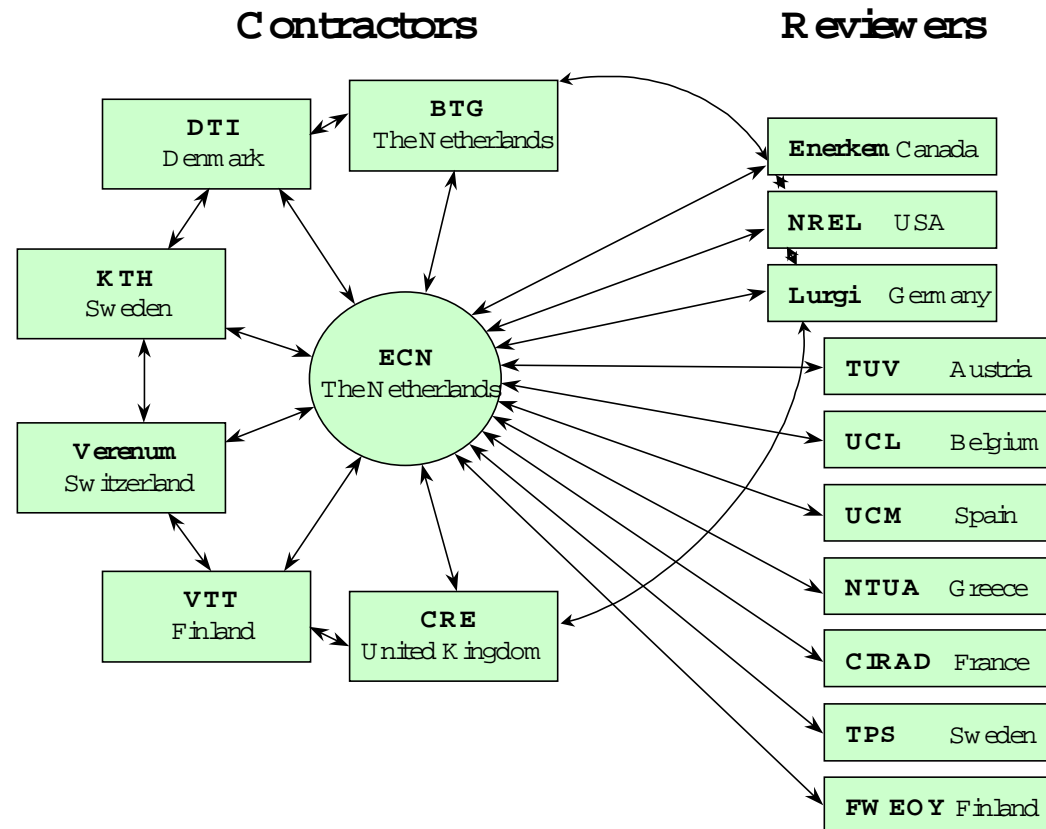 Contractors
Reviewers
DTI
Denmark
BTG
The Netherlands
KTH
Sweden
ECN
The Netherlands
Verenum
Switzerland
VTT
Finland
CRE
United Kingdom
Enerkem Canada
NREL USA
Lurgi Germany
TUV Austria
UCL Belgium
UCM Spain
NTUA Greece
CIRAD France
TPS Sweden
FWEOY Finland